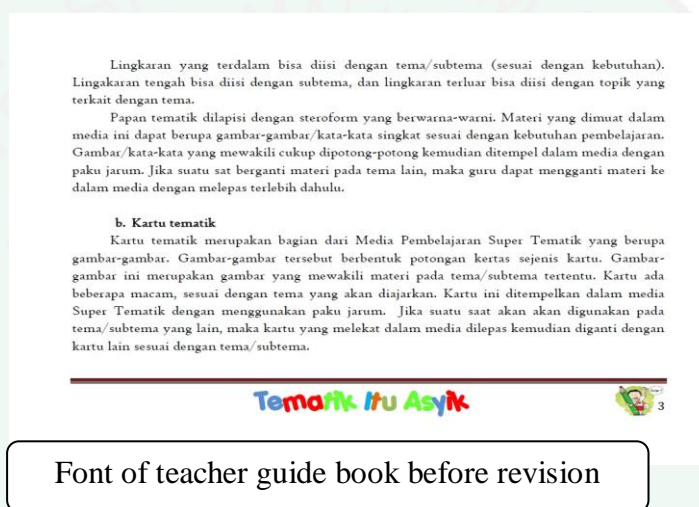 Lingkaran yang terdalam bisa diisi dengan tema/subtema (sesuai dengan kebutuhan).
Lingakaran tengah bisa diisi dengan subtema, dan lingkaran terluar bisa diisi dengan topik yang
terkait dengan tema.
Papan tematik dilapisi dengan steroform yang berwarna-warni. Materi yang dimuat dalam
media ini dapat berupa gambar-gambar/kata-kata singkat sesuai dengan kebutuhan pembelajaran.
Gambar/kata-kata yang mewakili cukup dipotong-potong kemudian ditempel dalam media dengan
paku jarum. Jika suatu sat berganti materi pada tema lain, maka guru dapat mengganti materi ke
dalam media dengan melepas terlebih dahulu.
b. Kartu tematik
Kartu tematik merupakan bagian dari Media Pembelajaran Super Tematik yang berupa
gambar-gambar. Gambar-gambar tersebut berbentuk potongan kertas sejenis kartu. Gambar-
gambar ini merupakan gambar yang mewakili materi pada tema/subtema tertentu. Kartu ada
beberapa macam, sesuai dengan tema yang akan diajarkan. Kartu ini ditempelkan dalam media
Super Tematik dengan menggunakan paku jarum. Jika suatu saat akan akan digunakan pada
tema/subtema yang lain, maka kartu yang melekat dalam media dilepas kemudian diganti dengan
kartu lain sesuai dengan tema/subtema.
Tematik Itu Asyik
3
Font of teacher guide book before revision